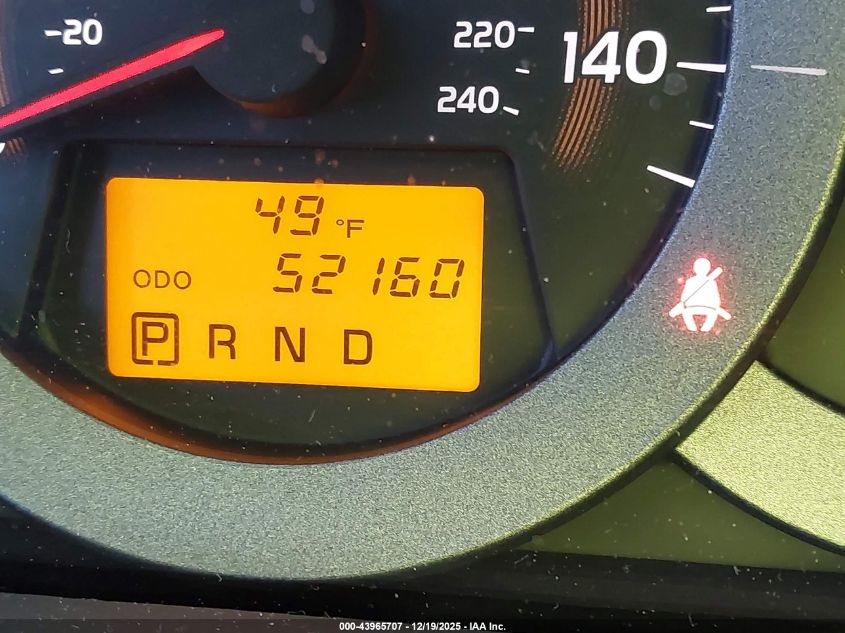 20
220
140
240
49 °F
ODO 52160
P R N D
000-43965707 - 12/19/2025 - IAA Inc.